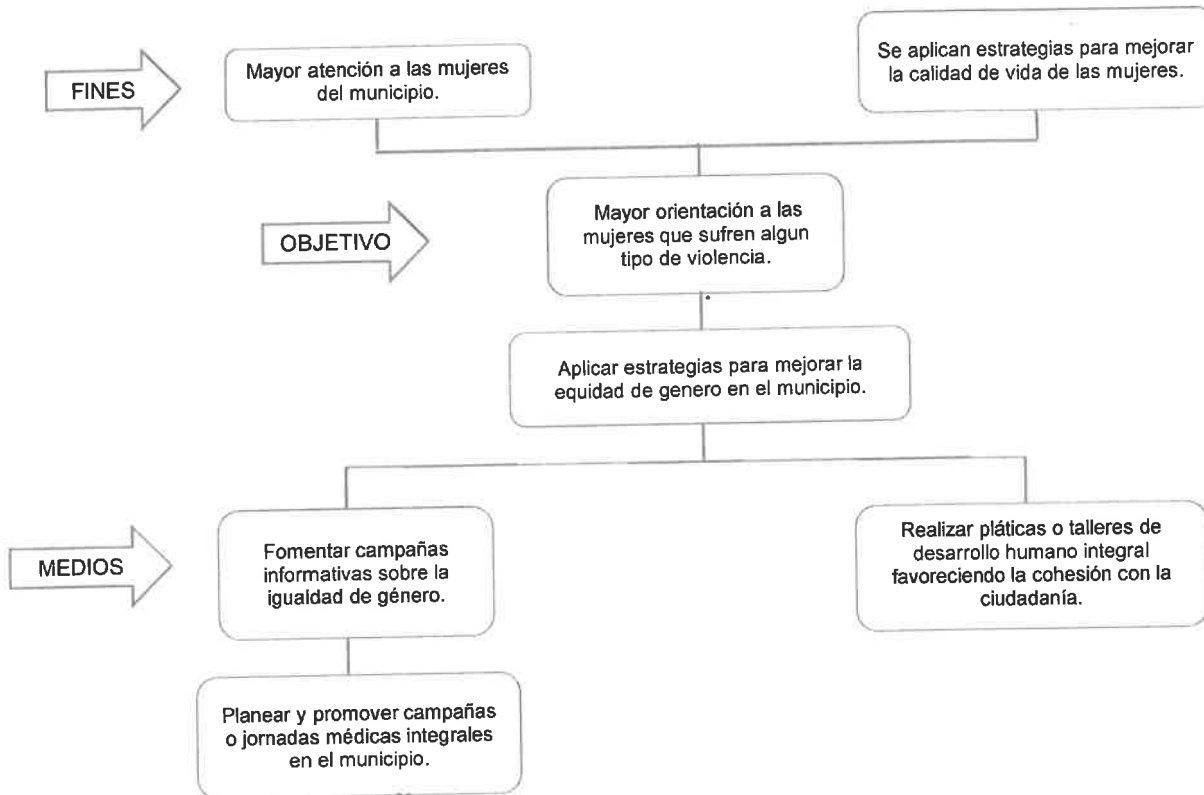 FINES
Mayor atención a las mujeres
del municipio.
Se aplican estrategias para mejorar
la calidad de vida de las mujeres.
OBJETIVO
Mayor orientación a las
mujeres que sufren algun
tipo de violencia.
Aplicar estrategias para mejorar la
equidad de genero en el municipio.
MEDIOS
Fomentar campañas
informativas sobre la
igualdad de género.
Realizar pláticas o talleres de
desarrollo humano integral
favoreciendo la cohesión con la
ciudadanía.
Planear y promover campañas
o jornadas médicas integrales
en el municipio.